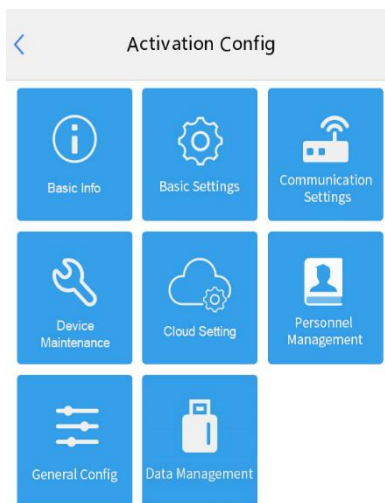 Activation Config
Basic Info
Basic Settings
Communication
Settings
Device
Maintenance
Cloud Setting
Personnel
Management
General Config
Data Management